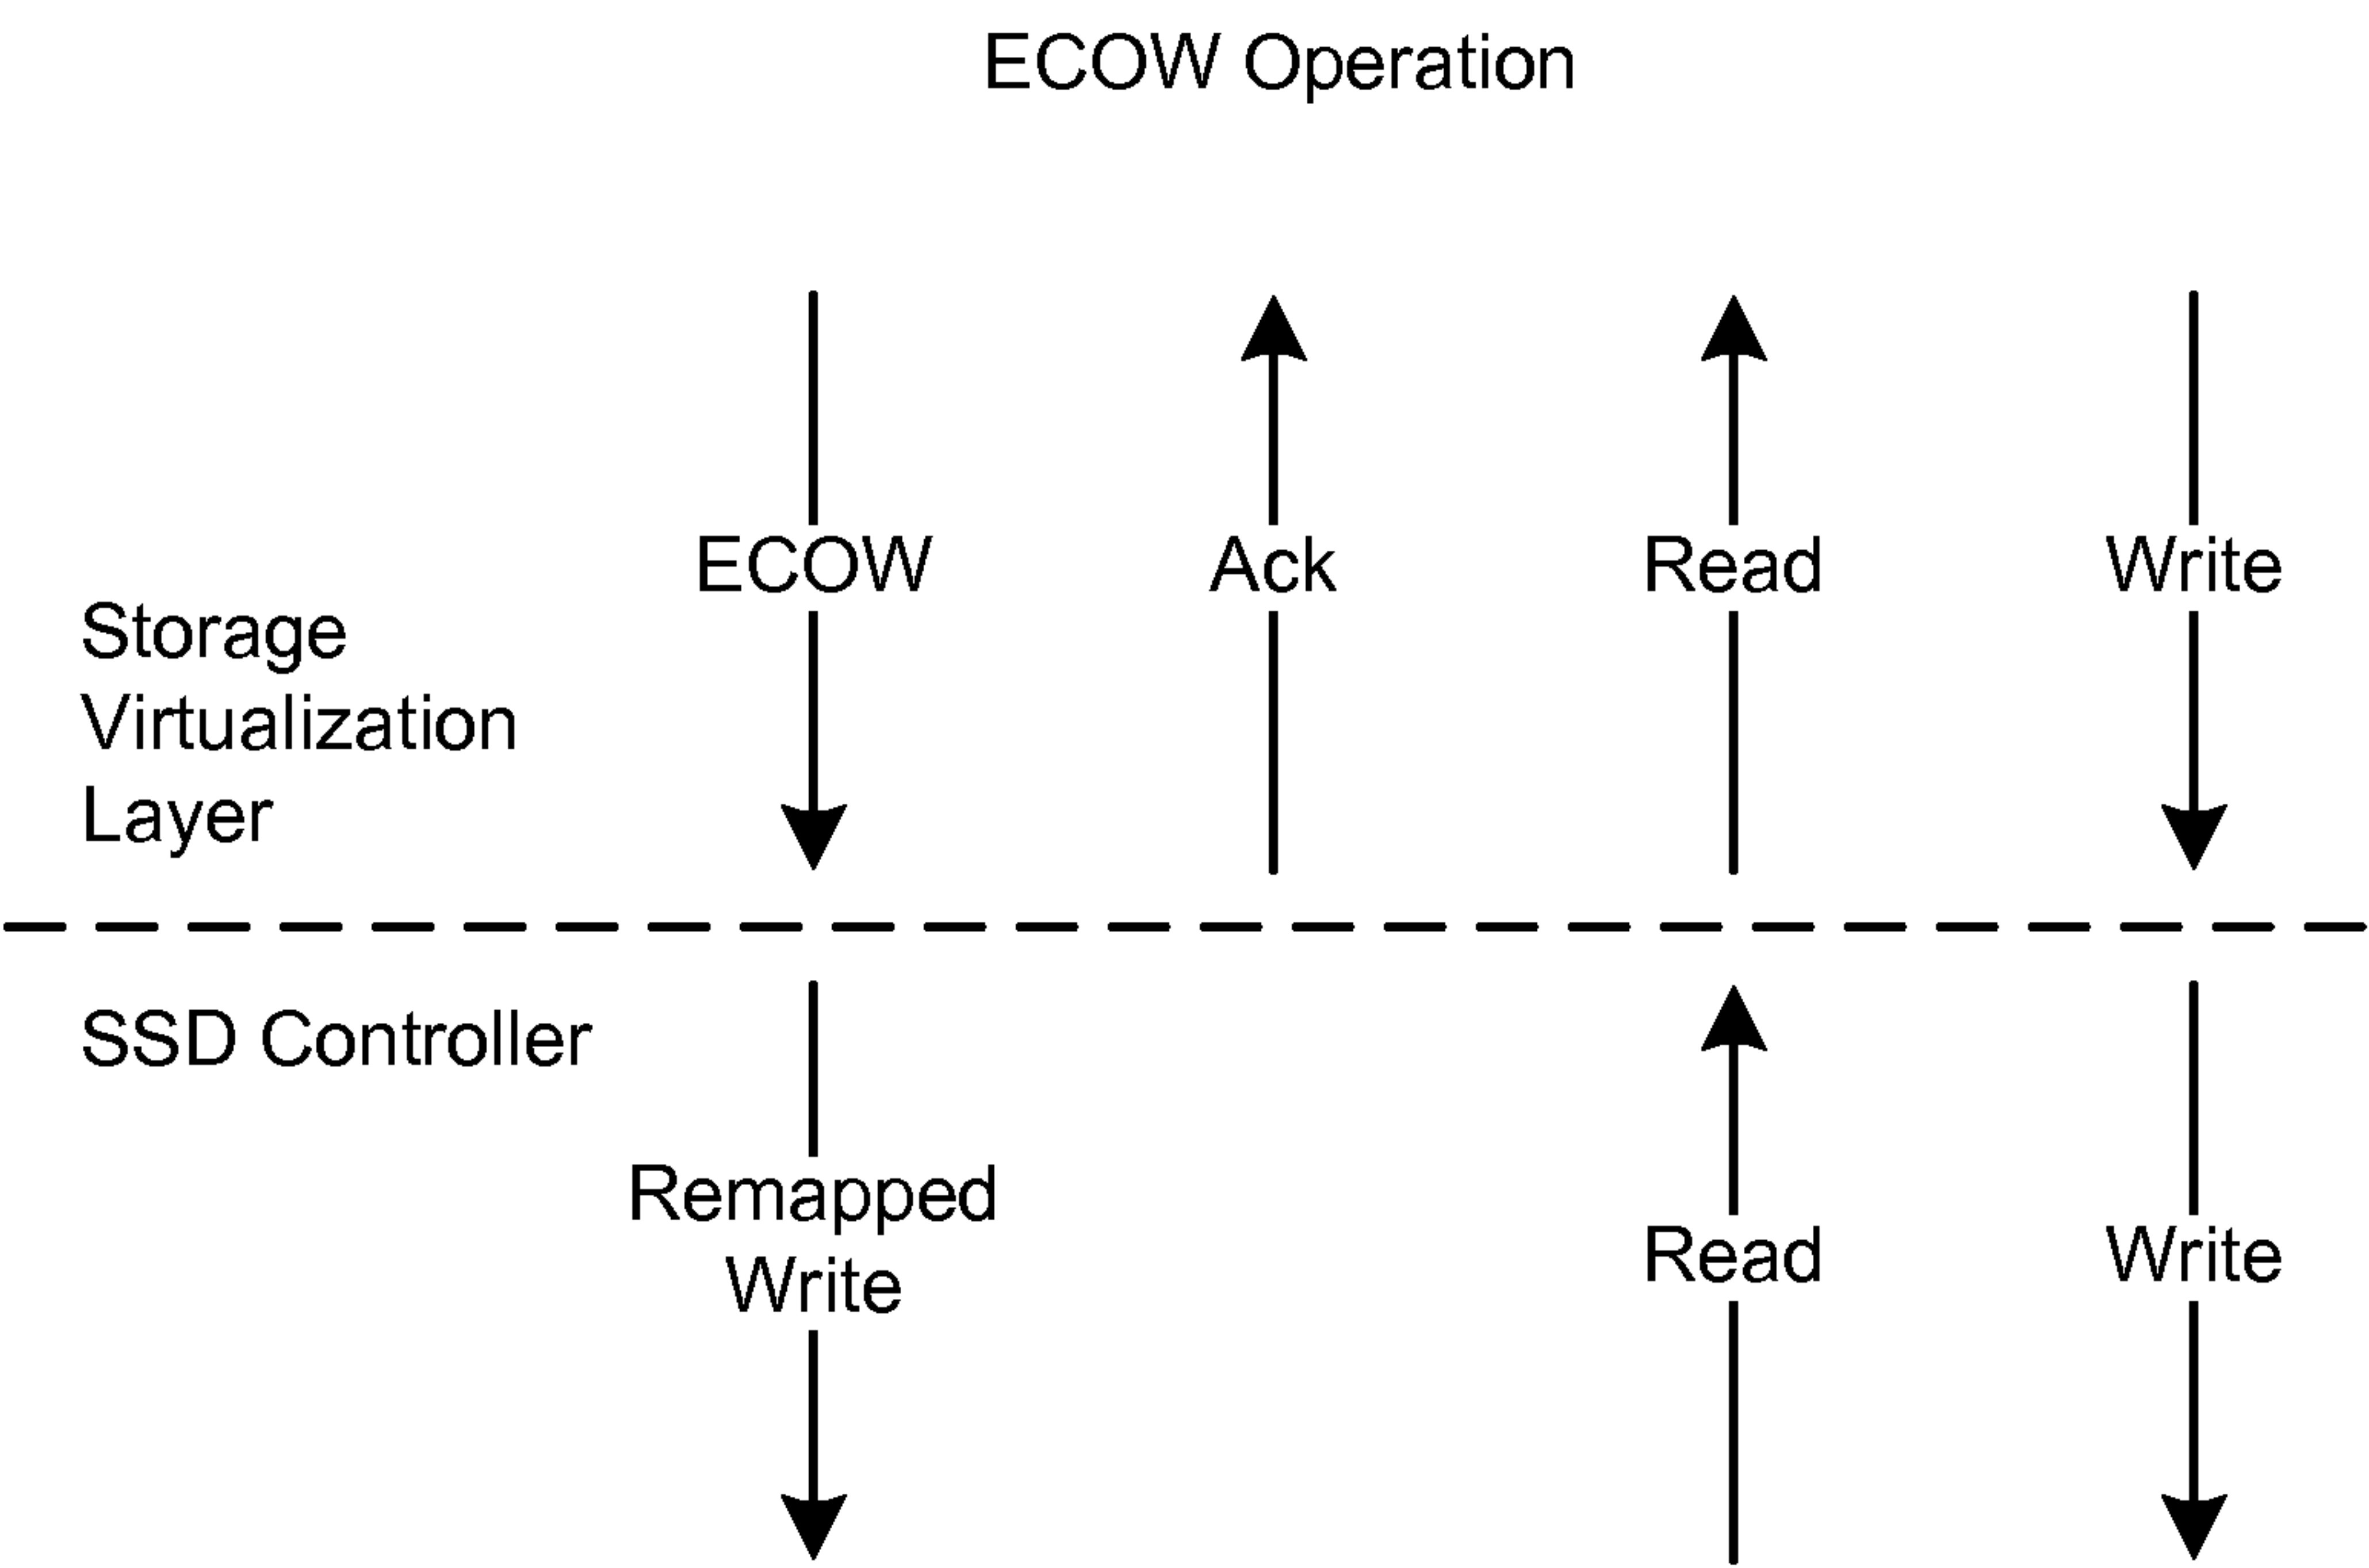 ECOW Operation
ECOW
Ack
Read
Write
Storage
Virtualization
Layer
SSD Controller
Remapped
Write
Read
Write